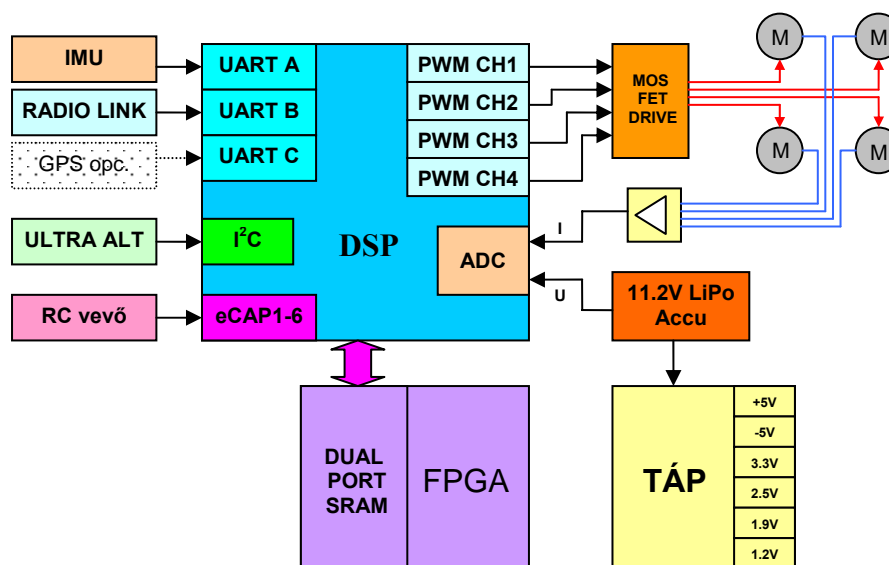 IMU
RADIO LINK
GPS opc.
ULTRA ALT
RC vevő
UART A
UART B
UART C
I²C
eCAP1-6
DSP
PWM CH1
PWM CH2
PWM CH3
PWM CH4
ADC
MOS
FET
DRIVE
M
M
M
M
I
U
11.2V LiPo
Accu
DUAL
PORT
SRAM
FPGA
TÁP
+5V
-5V
3.3V
2.5V
1.9V
1.2V